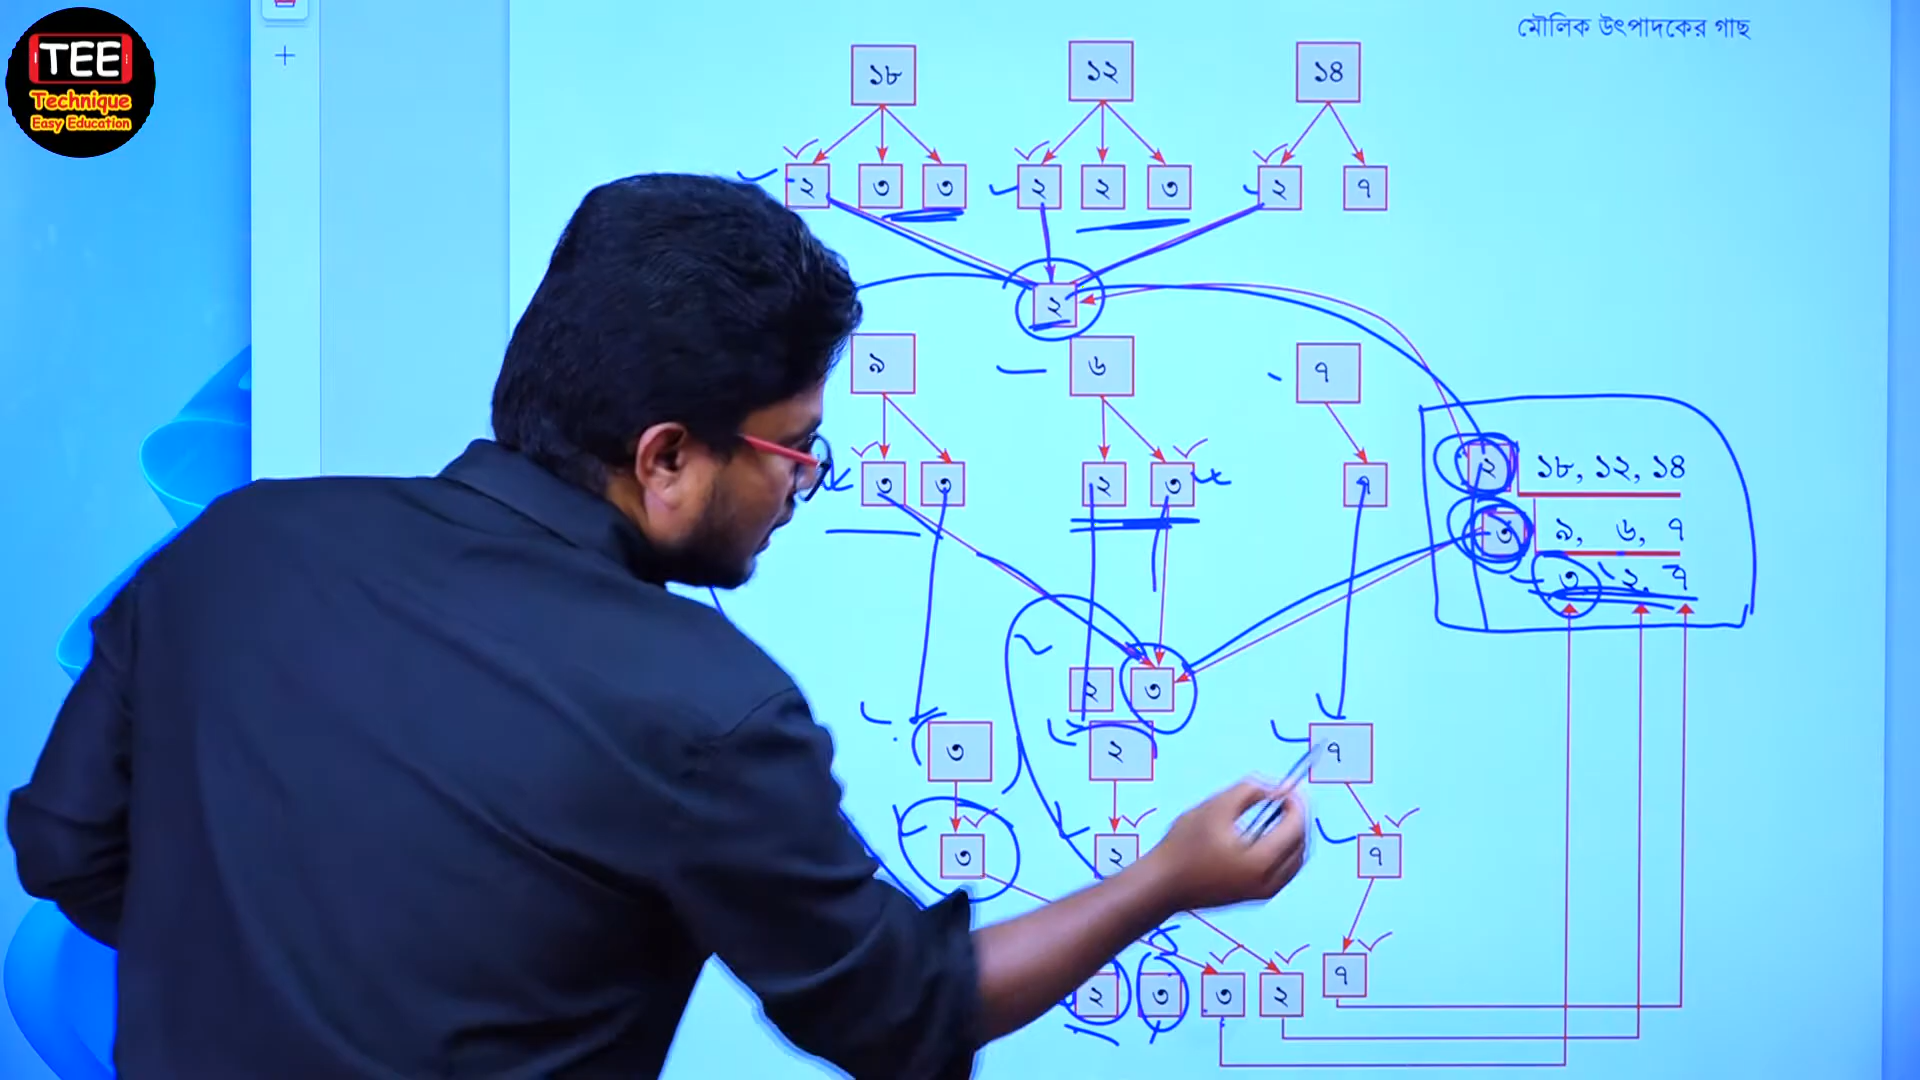 TEE
Technique
Easy Education
মৌলিক উৎপাদকের গাছ
১৮ ১২ ১৪
২ ৩ ৩ ২ ২ ৩ ২ ৭
২
৯ ৬ ৭
৩ ৩ ২ ৩ ৭
২ ১৮, ১২, ১৪
৩ ৯, ৬, ৭
৩ ২, ৭
২ ৩
৩ ২ ৭
৩ ২ ৭
২ ৩ ৩ ২ ৭